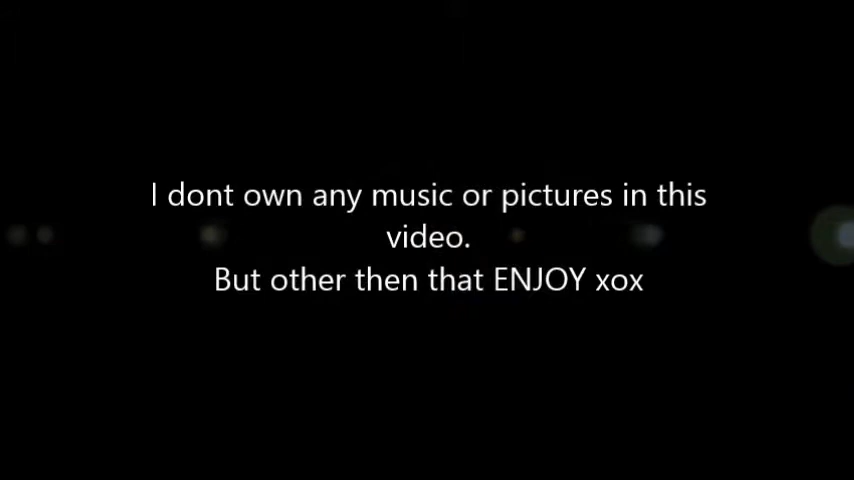 I dont own any music or pictures in this
video.
But other then that ENJOY xox